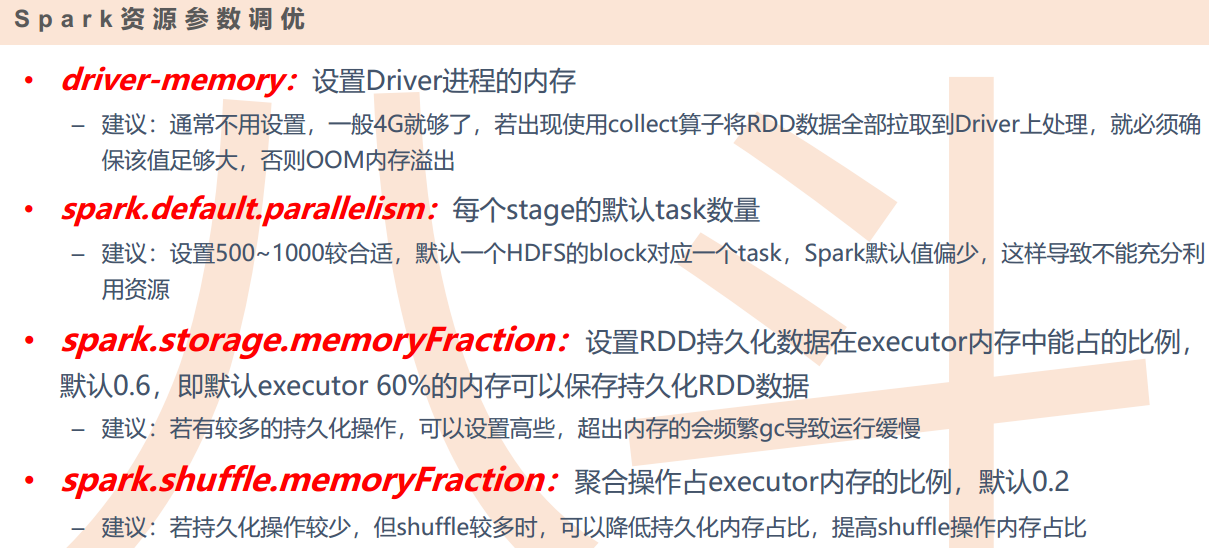 Spark资源参数调优
• driver-memory：设置Driver进程的内存
– 建议：通常不用设置，一般4G就够了，若出现使用collect算子将RDD数据全部拉取到Driver上处理，就必须确
保该值足够大，否则OOM内存溢出
• spark.default.parallelism：每个stage的默认task数量
– 建议：设置500~1000较合适，默认一个HDFS的block对应一个task，Spark默认值偏少，这样导致不能充分利
用资源
• spark.storage.memoryFraction：设置RDD持久化数据在executor内存中能占的比例，
默认0.6，即默认executor 60%的内存可以保存持久化RDD数据
– 建议：若有较多的持久化操作，可以设置高些，超出内存的会频繁gc导致运行缓慢
• spark.shuffle.memoryFraction：聚合操作占executor内存的比例，默认0.2
– 建议：若持久化操作较少，但shuffle较多时，可以降低持久化内存占比，提高shuffle操作内存占比
八斗